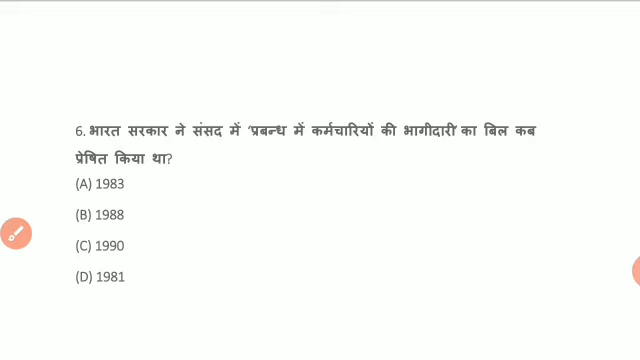 6. भारत सरकार ने संसद में 'प्रबन्ध में कर्मचारियों की भागीदारी' का बिल कब
प्रेषित किया था?
(A) 1983
(B) 1988
(C) 1990
(D) 1981